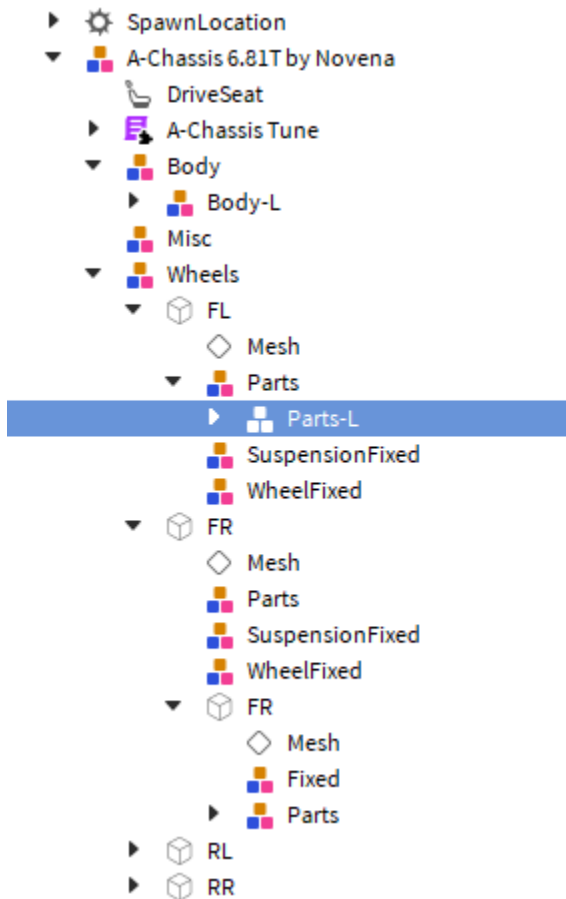 SpawnLocation
A-Chassis 6.81T by Novena
DriveSeat
A-Chassis Tune
Body
Body-L
Misc
Wheels
FL
Mesh
Parts
Parts-L
SuspensionFixed
WheelFixed
FR
Mesh
Parts
SuspensionFixed
WheelFixed
FR
Mesh
Fixed
Parts
RL
RR